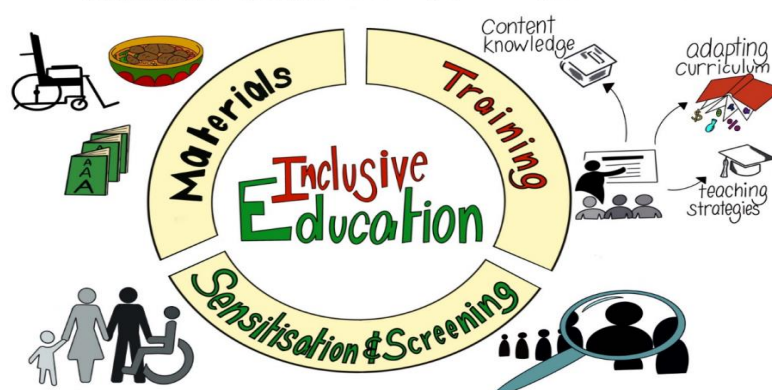 Materials
Training
Inclusive
Education
Sensitisation & Screening
Content
knowledge
adapting
curriculum
teaching
strategies
A
A
A
$ %